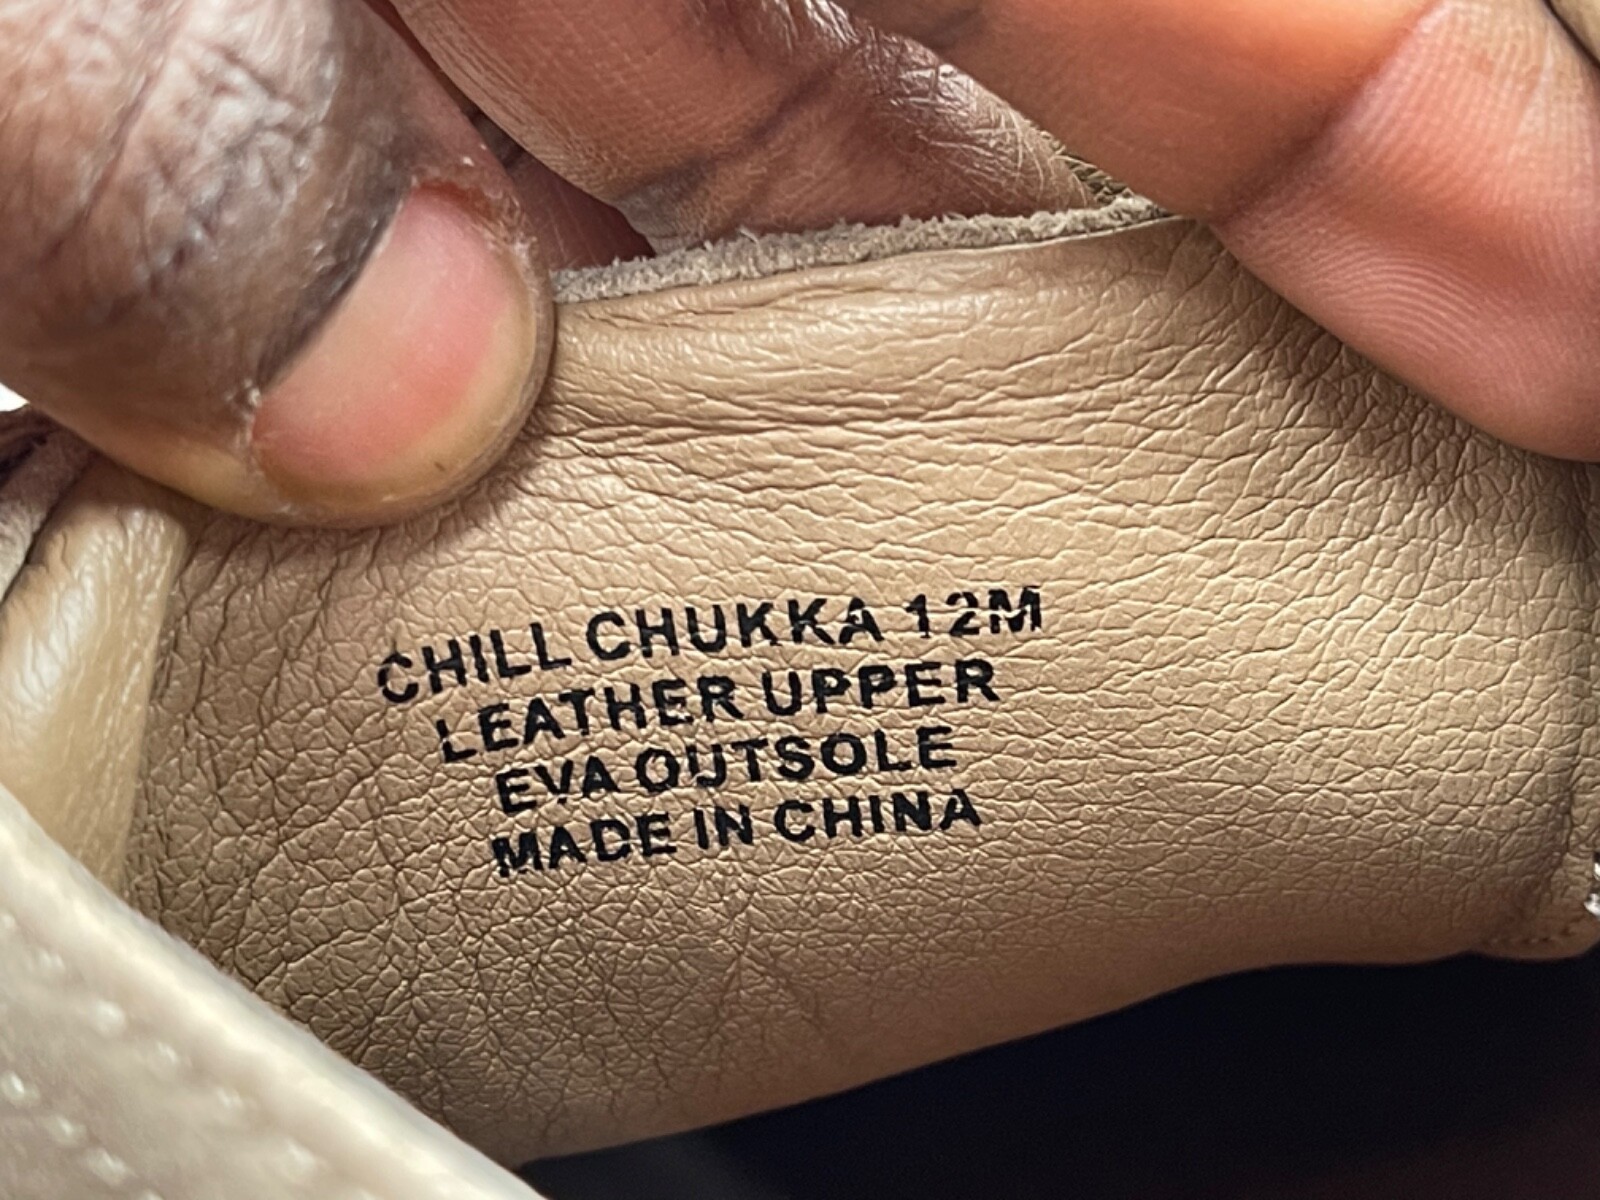 CHILL CHUKKA 12M
LEATHER UPPER
EVA OUTSOLE
MADE IN CHINA